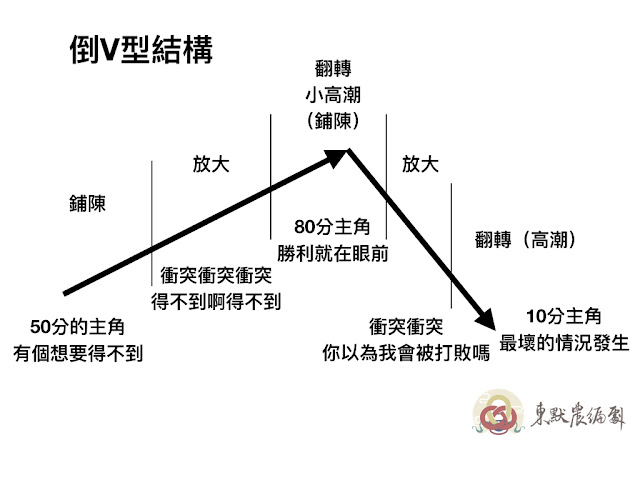 倒V型結構
翻轉
小高潮
（鋪陳）
放大
放大
鋪陳
80分主角
勝利就在眼前
翻轉（高潮）
衝突衝突衝突
得不到啊得不到
50分的主角
有個想要得不到
衝突衝突
你以為我會被打敗嗎
10分主角
最壞的情況發生
東默農編劇